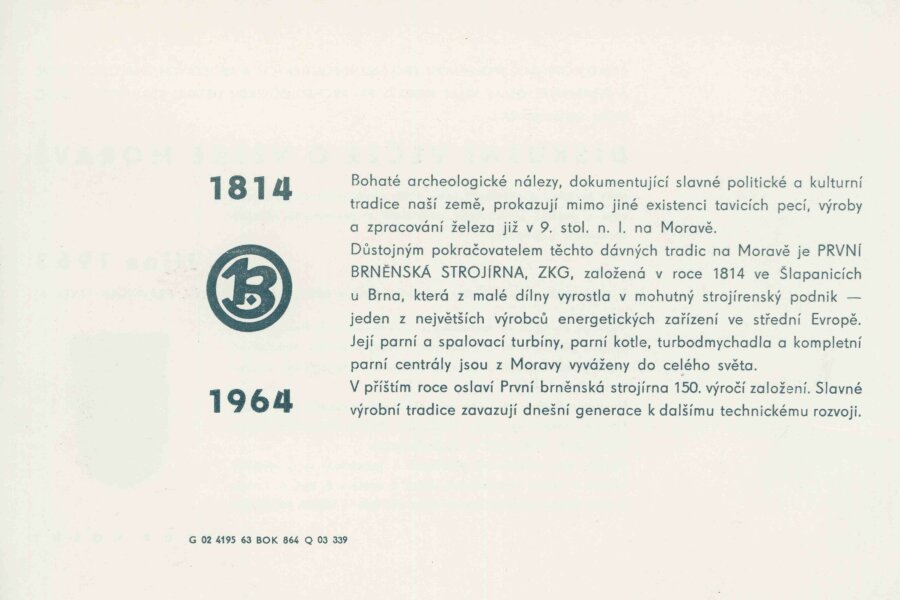 1814
Bohaté archeologické nálezy, dokumentující slavné politické a kulturní
tradice naší země, prokazují mimo jiné existenci tavicích pecí, výroby
a zpracování železa již v 9. stol. n. l. na Moravě.
Důstojným pokračovatelem těchto dávných tradic na Moravě je PRVNÍ
BRNĚNSKÁ STROJÍRNA, ZKG, založená v roce 1814 ve Šlapanicích
u Brna, která z malé dílny vyrostla v mohutný strojírenský podnik —
jeden z největších výrobců energetických zařízení ve střední Evropě.
Její parní a spalovací turbíny, parní kotle, turbodmychadla a kompletní
parní centrály jsou z Moravy vyváženy do celého světa.
V příštím roce oslaví První brněnská strojírna 150. výročí založení. Slavné
výrobní tradice zavazují dnešní generace k dalšímu technickému rozvoji.
1B
1964
G 02 4195 63 BOK 864 Q 03 339